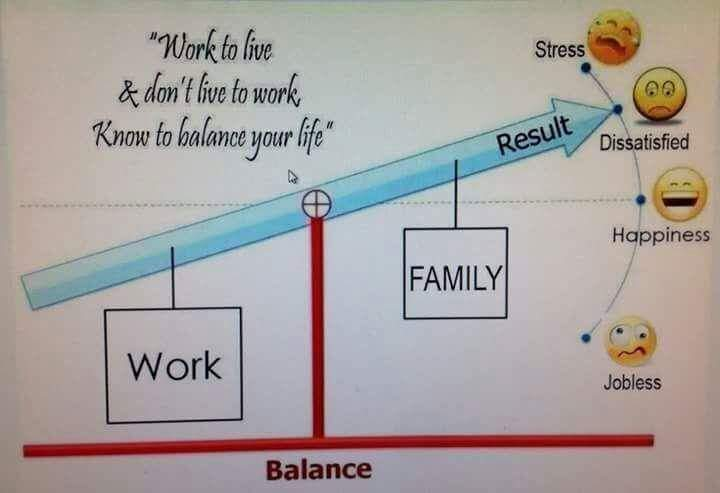 "Work to live
& don't live to work,
Know to balance your life"
Stress
Result
Dissatisfied
Happiness
FAMILY
Work
Jobless
Balance